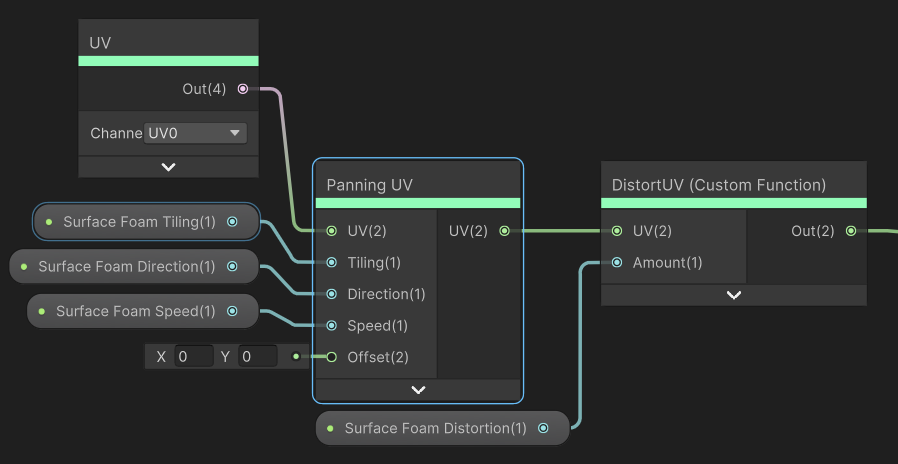 UV
Out(4)
Channe UV0
Panning UV
DistortUV (Custom Function)
Surface Foam Tiling(1)
UV(2) UV(2)
UV(2) Out(2)
Surface Foam Direction(1)
Tiling(1)
Amount(1)
Direction(1)
Surface Foam Speed(1)
Speed(1)
X 0 Y 0
Offset(2)
Surface Foam Distortion(1)